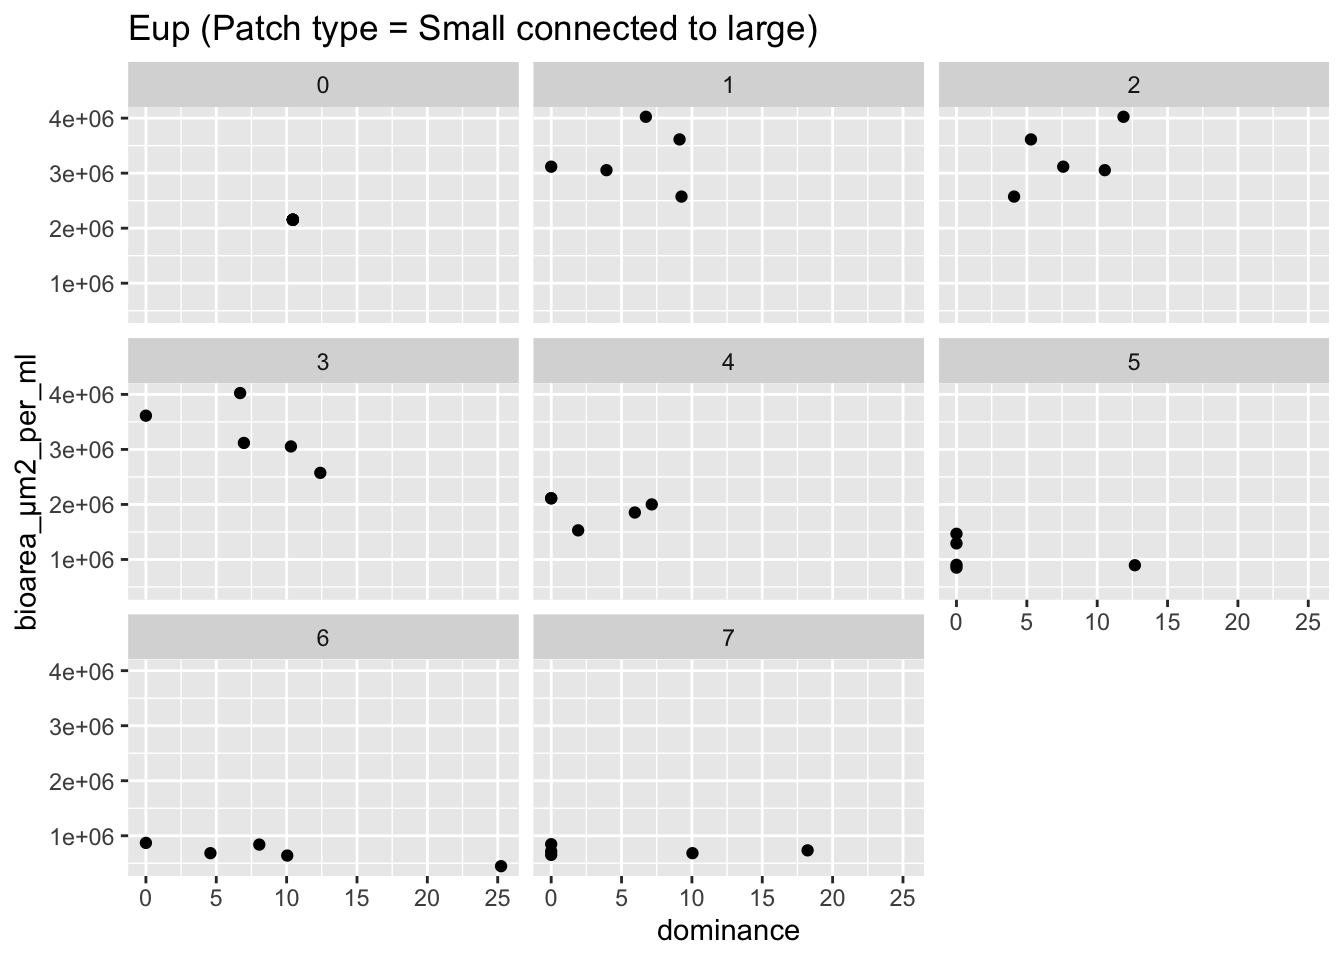 Eup (Patch type = Small connected to large)
0 1 2
4e+06
3e+06
2e+06
1e+06
3 4 5
4e+06
3e+06
2e+06
1e+06
0 5 10 15 20 25
6 7
4e+06
3e+06
2e+06
1e+06
0 5 10 15 20 25 0 5 10 15 20 25
dominance
bioarea_µm2_per_ml